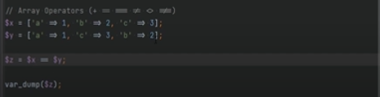 // Array Operators (+ == === != <> !==)
$x = ['a' => 1, 'b' => 2, 'c' => 3];
$y = ['a' => 1, 'c' => 3, 'b' => 2];
$z = $x == $y;
var_dump($z);